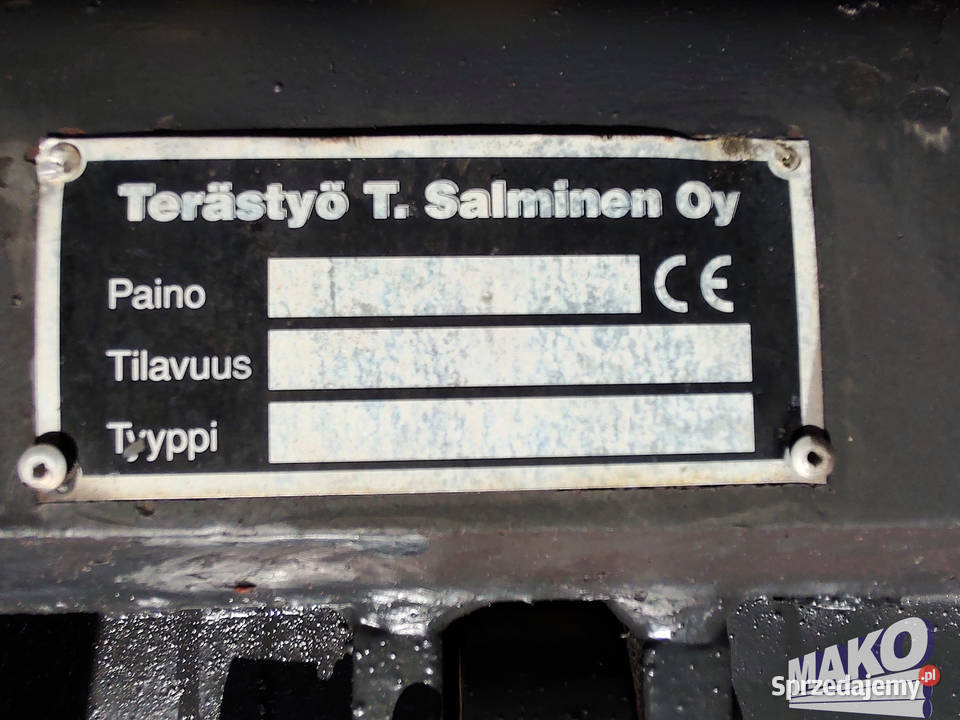 Terästyö T. Salminen Oy
Paino CE
Tilavuus
Tyyppi
MAKO
Sprzedajemy.pl